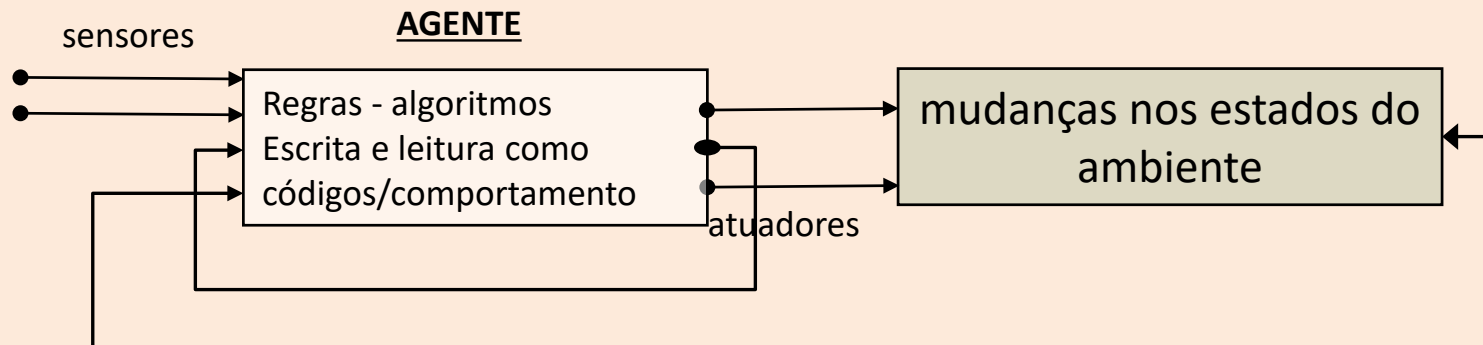 AGENTE
sensores
Regras - algoritmos
Escrita e leitura como
códigos/comportamento
mudanças nos estados do
ambiente
atuadores